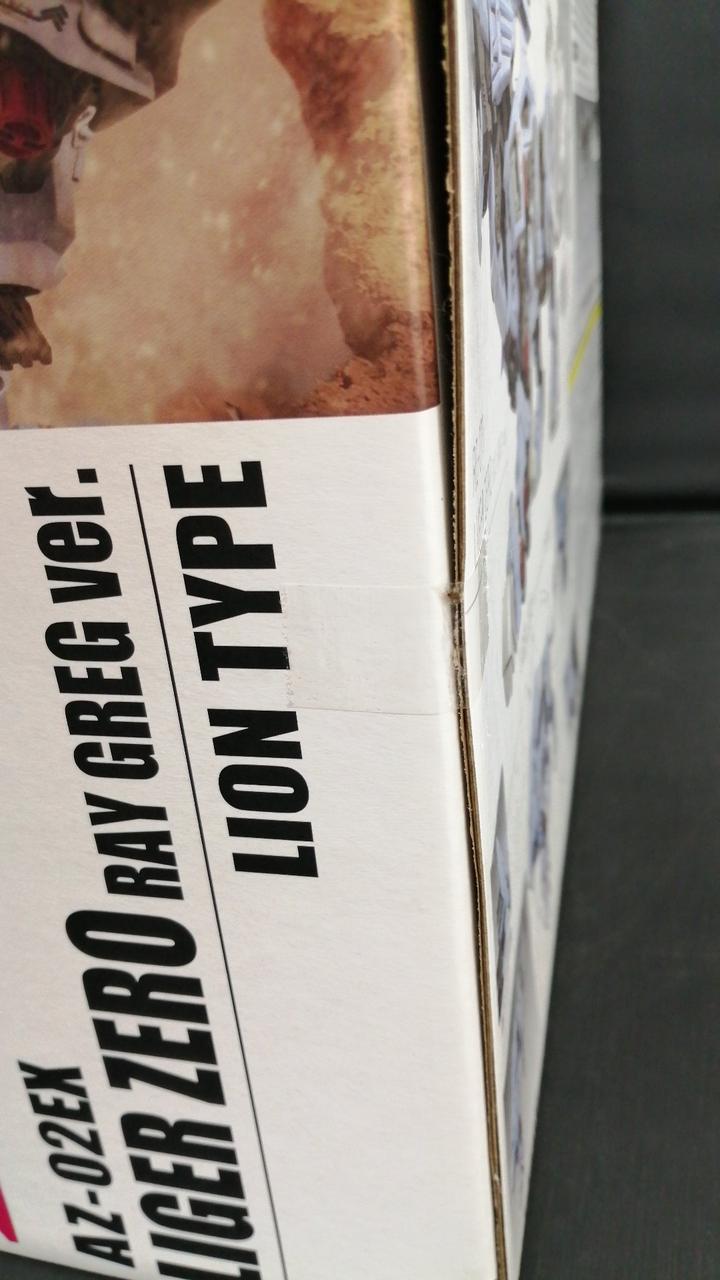 AZ-02EX
LIGER ZERO RAY GREG ver.
LION TYPE